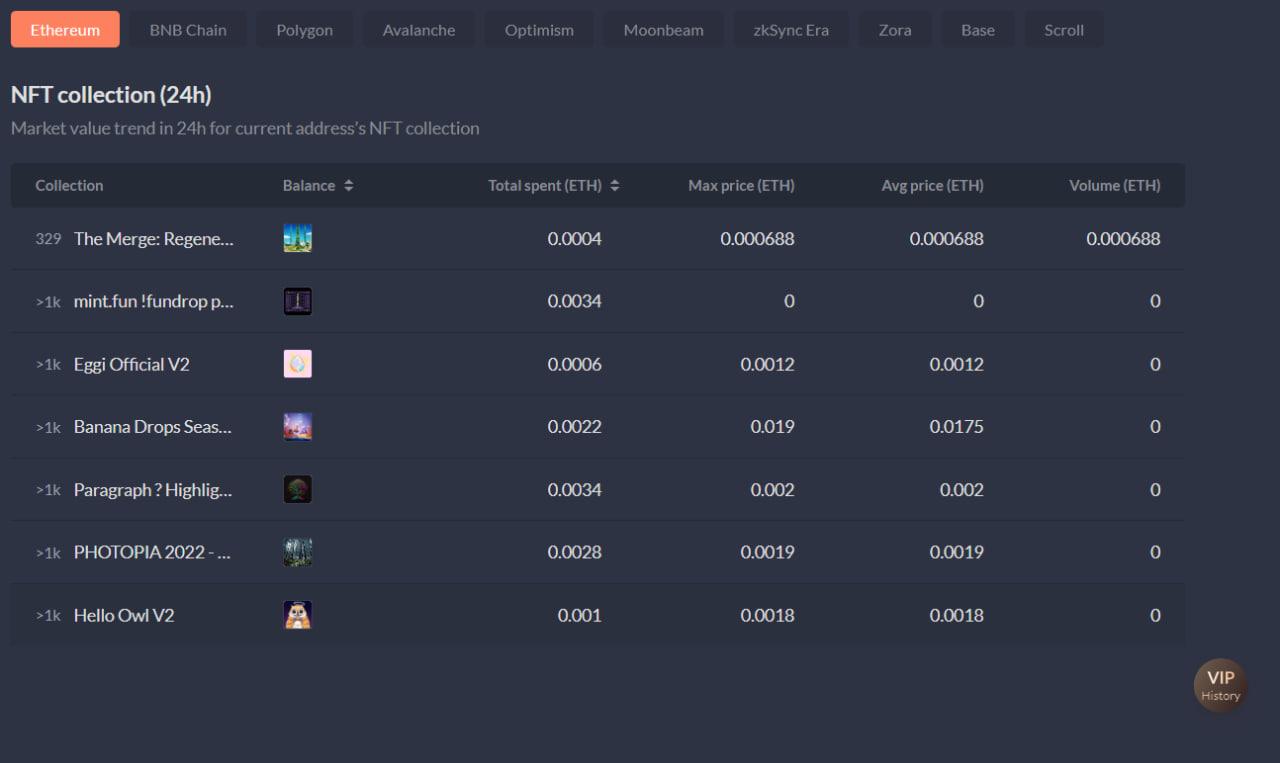 Ethereum BNB Chain Polygon Avalanche Optimism Moonbeam zkSync Era Zora Base Scroll
NFT collection (24h)
Market value trend in 24h for current address's NFT collection
Collection Balance Total spent (ETH) Max price (ETH) Avg price (ETH) Volume (ETH)
329 The Merge: Regene... 0.0004 0.000688 0.000688 0.000688
>1k mint.fun !fundrop p... 0.0034 0 0 0
>1k Eggi Official V2 0.0006 0.0012 0.0012 0
>1k Banana Drops Seas... 0.0022 0.019 0.0175 0
>1k Paragraph ? Highlig... 0.0034 0.002 0.002 0
>1k PHOTOPIA 2022 - ... 0.0028 0.0019 0.0019 0
>1k Hello Owl V2 0.001 0.0018 0.0018 0
VIP
History